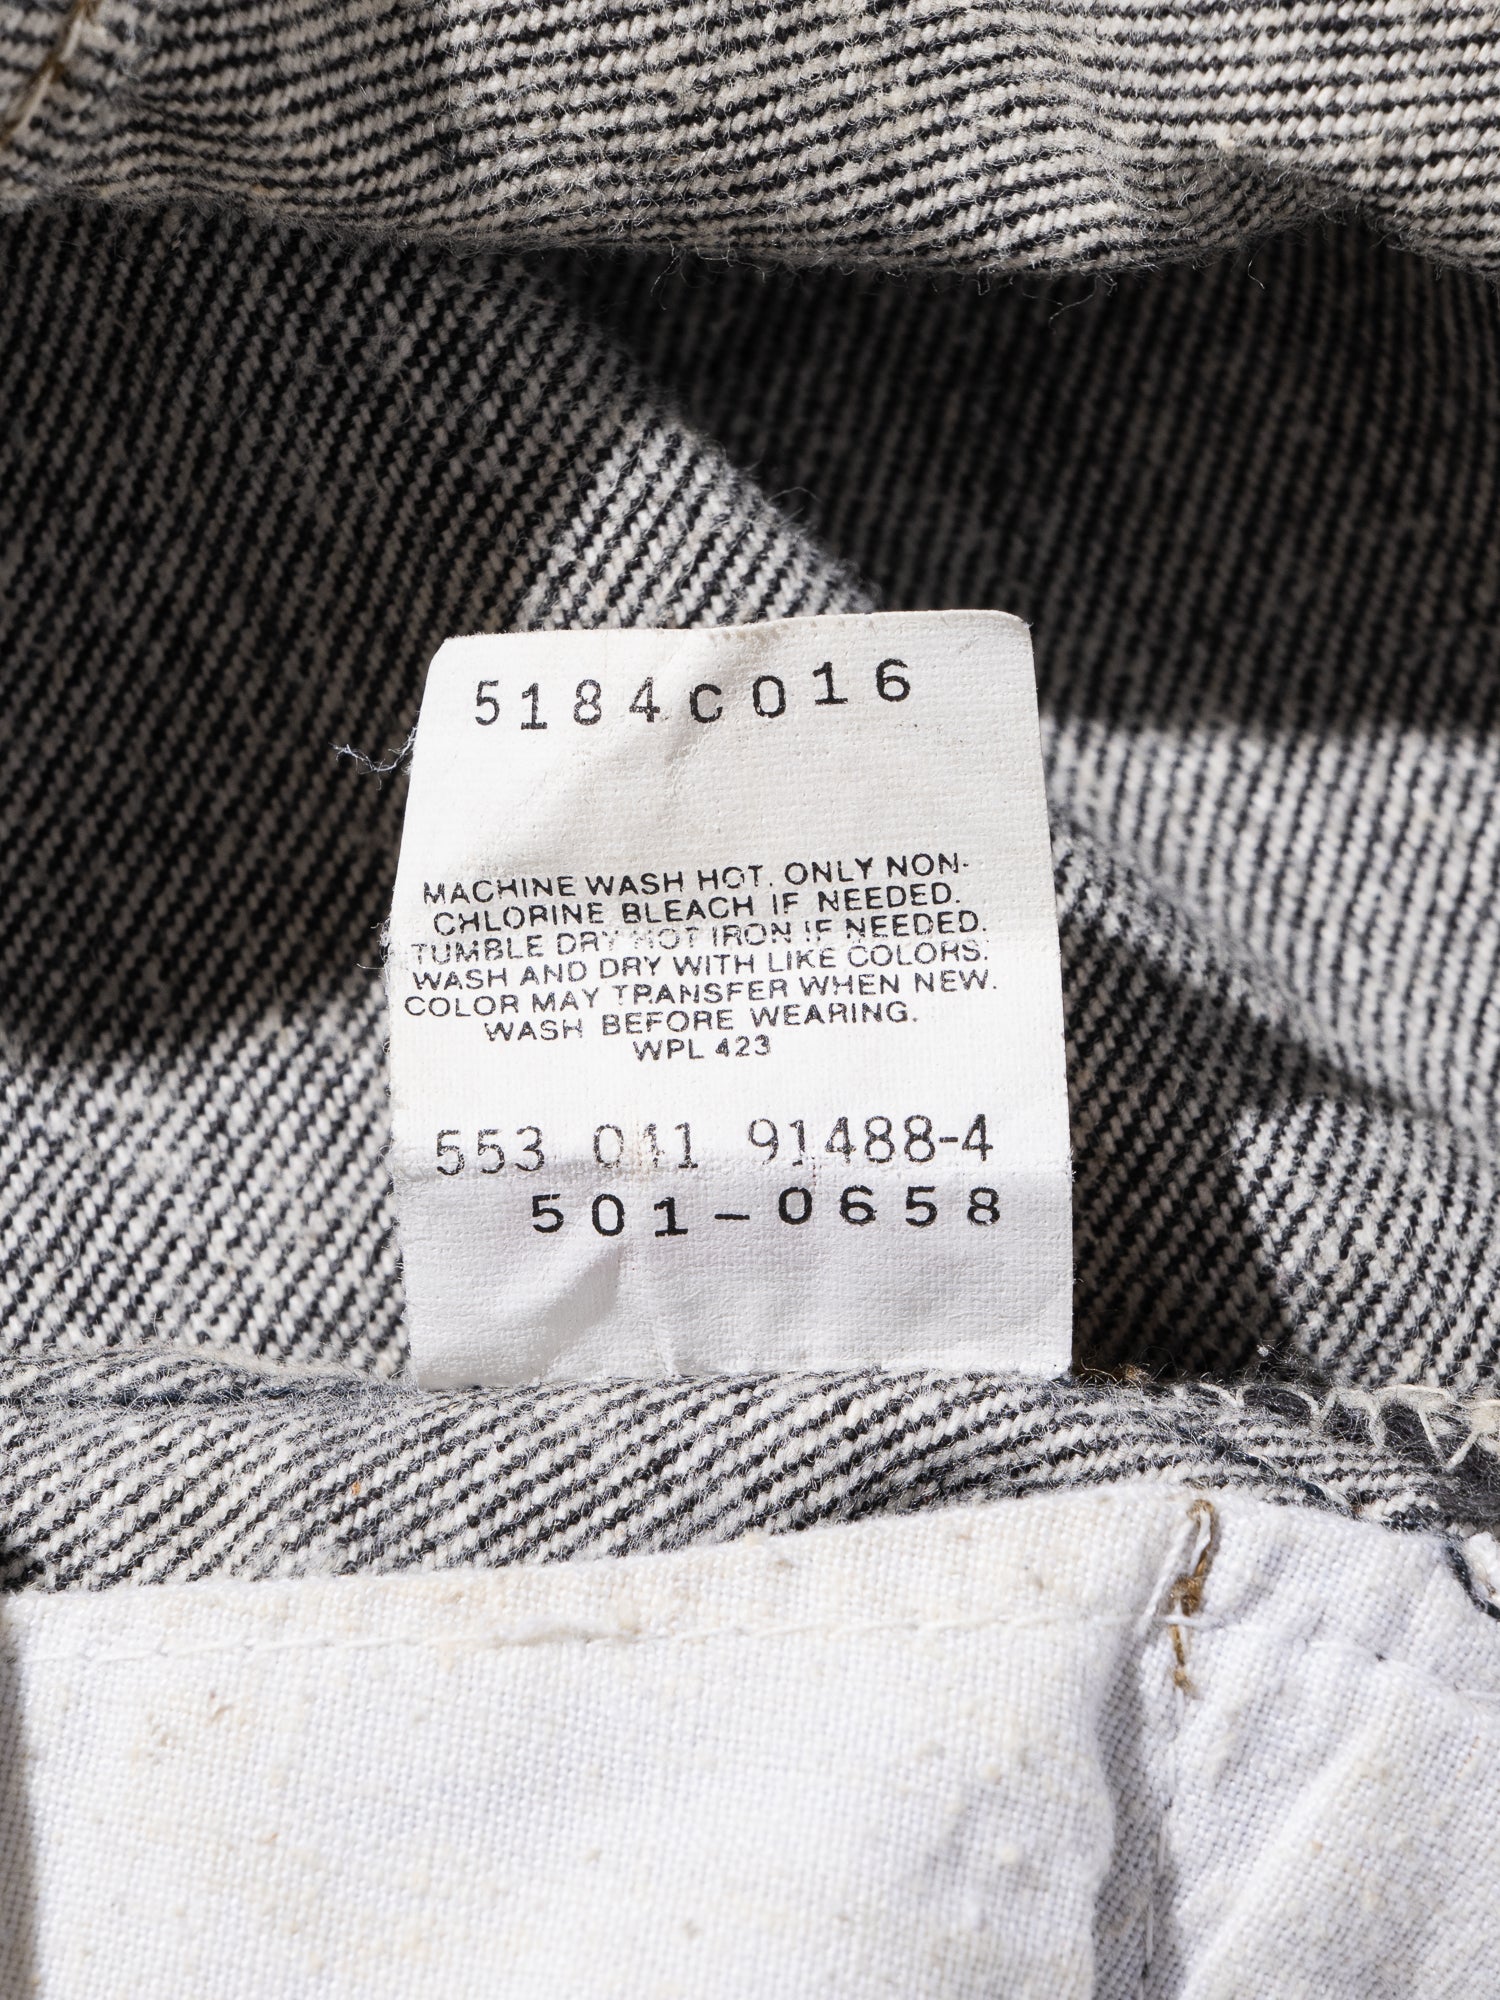 5184C016
MACHINE WASH HOT. ONLY NON-
CHLORINE BLEACH IF NEEDED.
TUMBLE DRY HOT IRON IF NEEDED.
WASH AND DRY WITH LIKE COLORS.
COLOR MAY TRANSFER WHEN NEW.
WASH BEFORE WEARING.
WPL 423
553 041 91488-4
501-0658